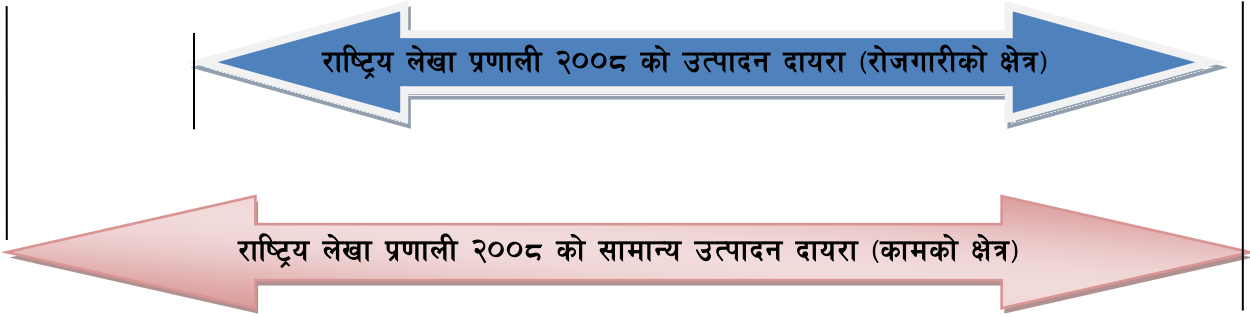 राष्ट्रिय लेखा प्रणाली २००८ को उत्पादन दायरा (रोजगारीको क्षेत्र)
राष्ट्रिय लेखा प्रणाली २००८ को सामान्य उत्पादन दायरा (कामको क्षेत्र)